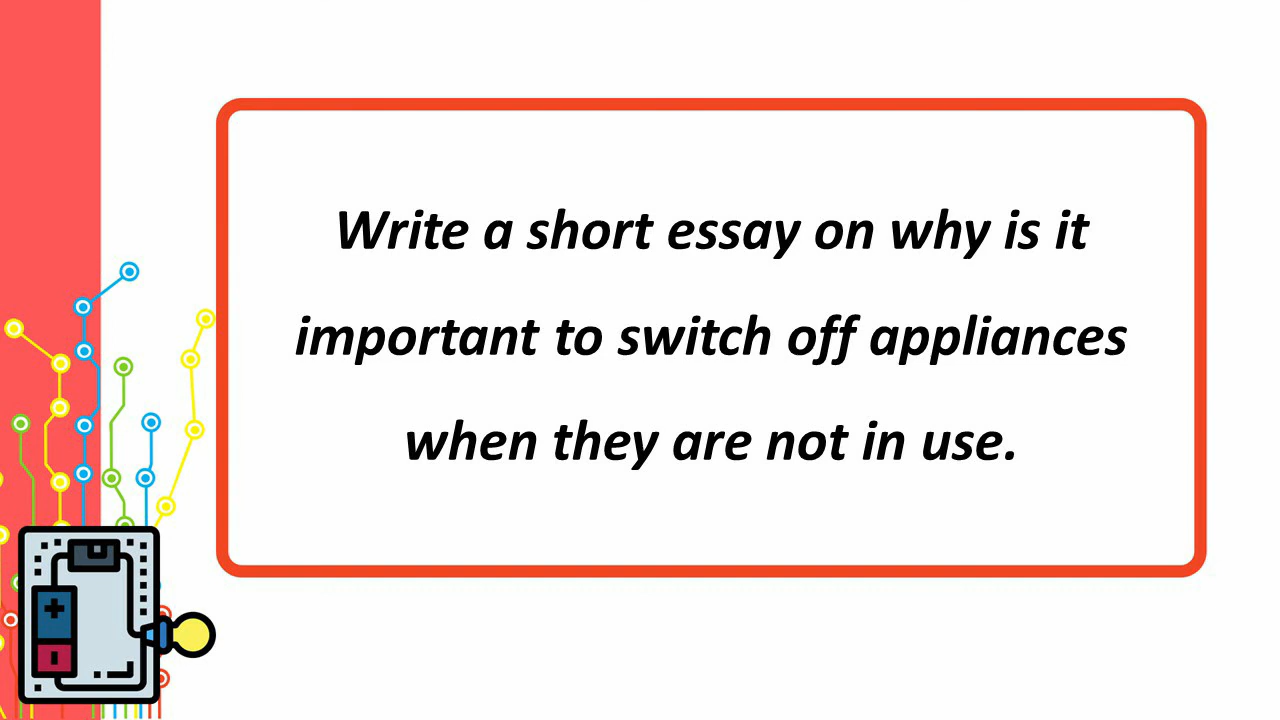 Write a short essay on why is it
important to switch off appliances
when they are not in use.